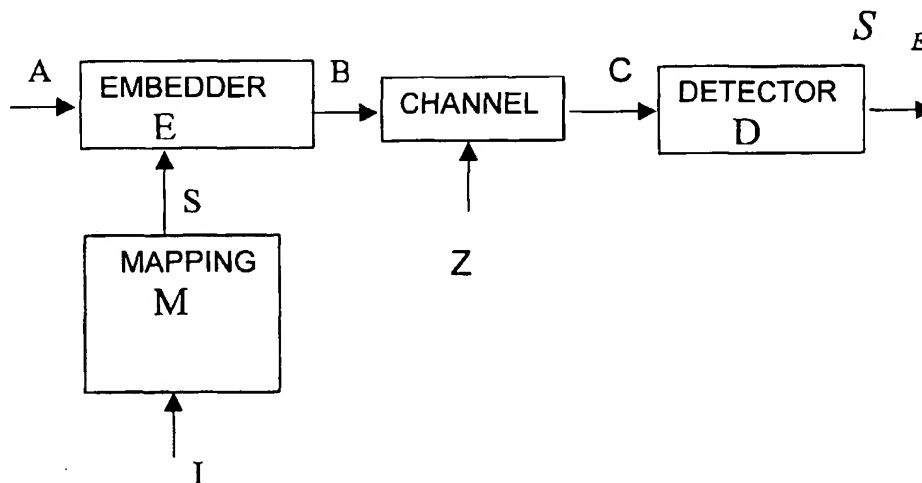 S E
A
EMBEDDER
E
B
CHANNEL
C
DETECTOR
D
S
MAPPING
M
Z
I